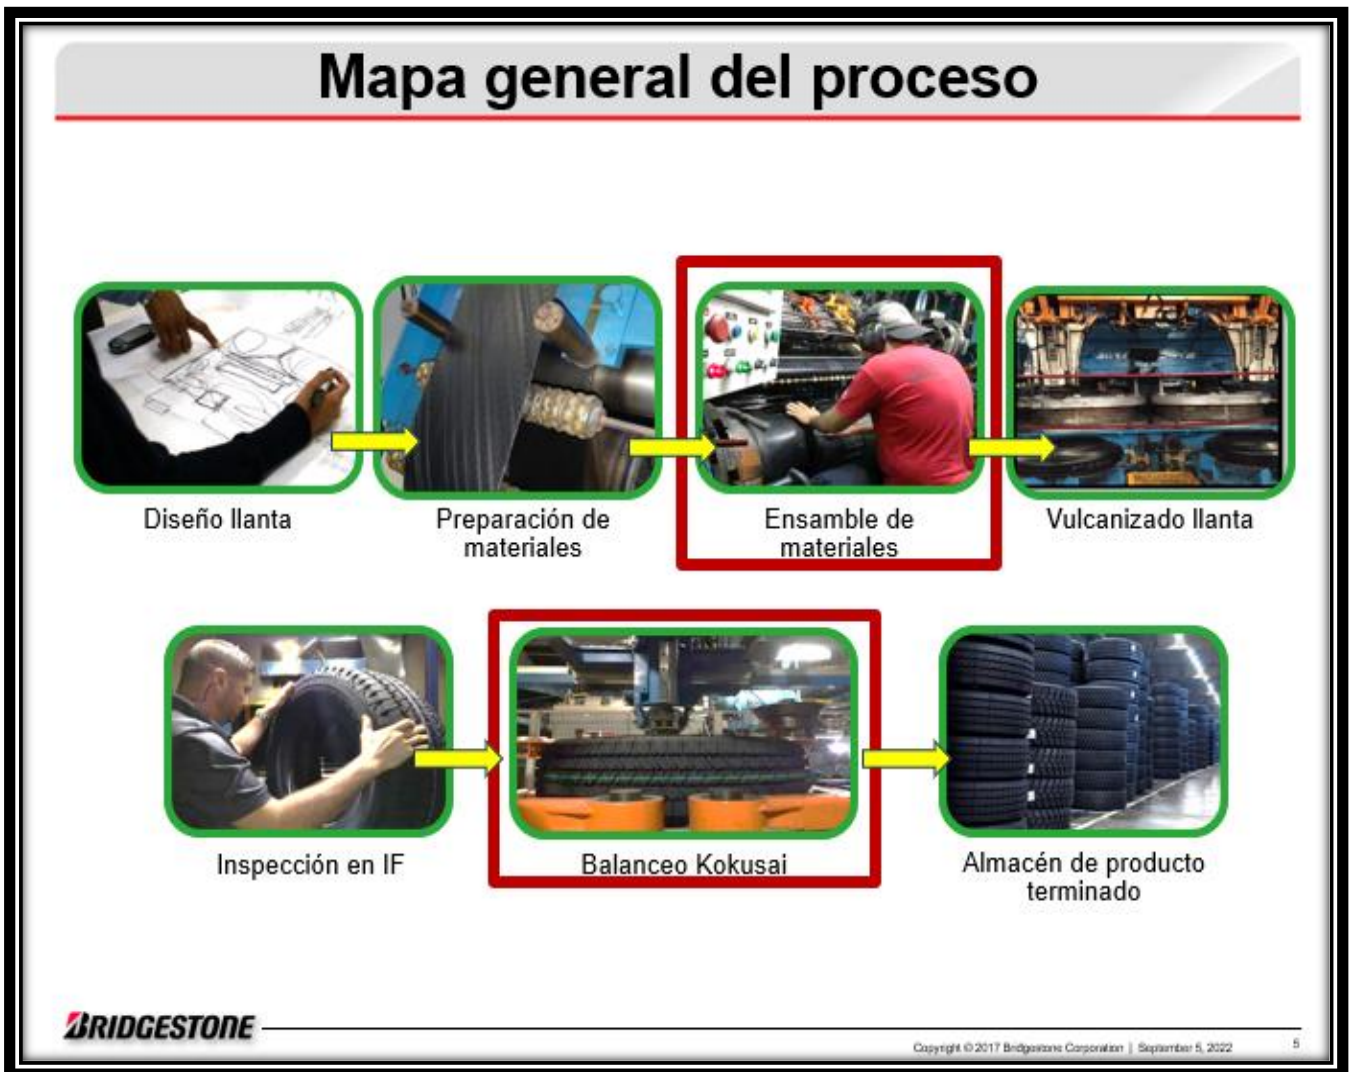 Mapa general del proceso
Diseño llanta
Preparación de
materiales
Ensamble de
materiales
Vulcanizado llanta
Inspección en IF
Balanceo Kokusai
Almacén de producto
terminado
BRIDGESTONE
Copyright © 2017 Bridgestone Corporation | September 5, 2022
5